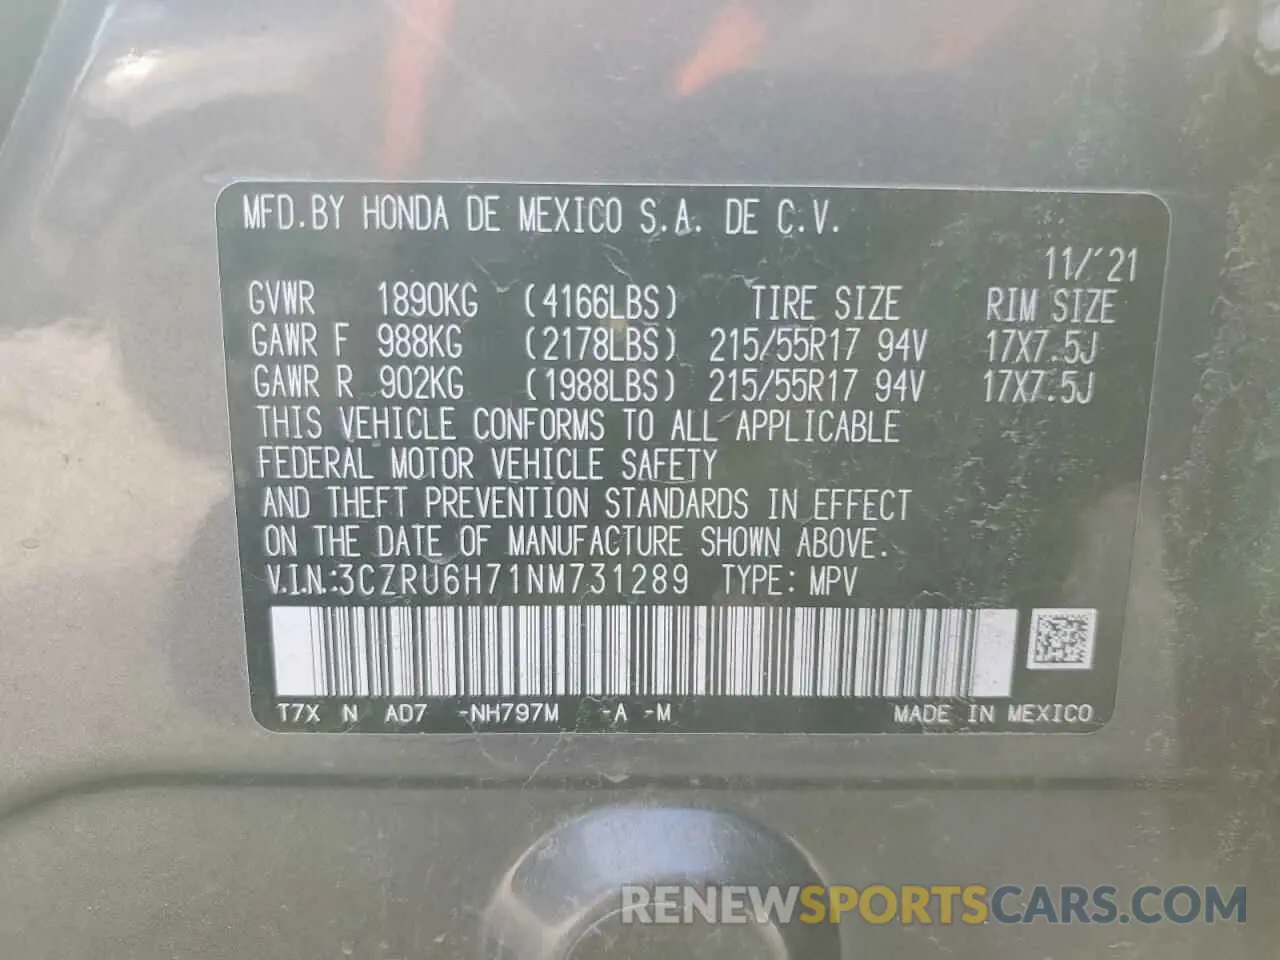 MFD.BY HONDA DE MEXICO S.A. DE C.V.
11/´21
GVWR 1890KG (4166LBS) TIRE SIZE RIM SIZE
GAWR F 988KG (2178LBS) 215/55R17 94V 17X7.5J
GAWR R 902KG (1988LBS) 215/55R17 94V 17X7.5J
THIS VEHICLE CONFORMS TO ALL APPLICABLE
FEDERAL MOTOR VEHICLE SAFETY
AND THEFT PREVENTION STANDARDS IN EFFECT
ON THE DATE OF MANUFACTURE SHOWN ABOVE.
V.I.N.:3CZRU6H71NM731289 TYPE: MPV
T7X N AD7 -NH797M -A -M MADE IN MEXICO
RENEWSPORTSCARS.COM